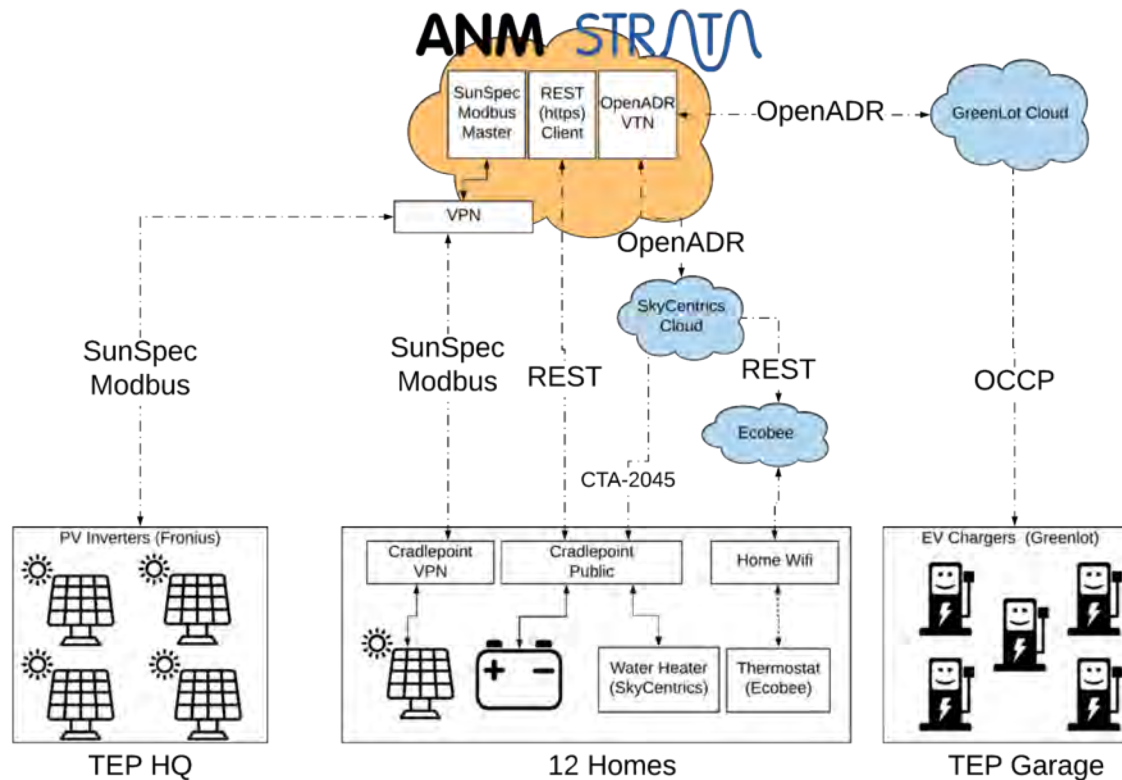 ANM STRATA
SunSpec
Modbus
Master
REST
(https)
Client
OpenADR
VTN
OpenADR
GreenLot Cloud
VPN
OpenADR
SkyCentrics
Cloud
SunSpec
Modbus
SunSpec
Modbus
REST
REST
OCCP
Ecobee
CTA-2045
PV Inverters (Fronius)
Cradlepoint
VPN
Cradlepoint
Public
Home Wifi
EV Chargers (Greenlot)
Water Heater
(SkyCentrics)
Thermostat
(Ecobee)
TEP HQ
12 Homes
TEP Garage